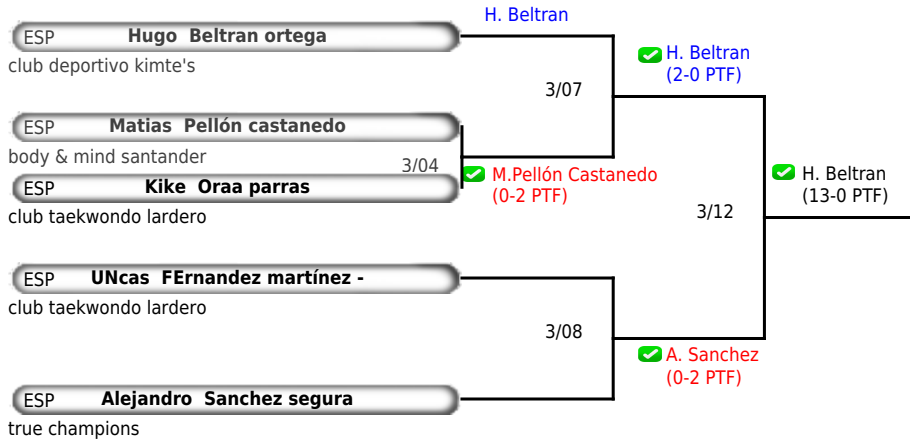 H. Beltran
ESP Hugo Beltran ortega
club deportivo kimte's
H. Beltran
(2-0 PTF)
3/07
ESP Matias Pellón castanedo
body & mind santander
3/04
M.Pellón Castanedo
(0-2 PTF)
ESP Kike Oraa parras
club taekwondo lardero
H. Beltran
(13-0 PTF)
3/12
ESP UNcas FErnandez martínez -
club taekwondo lardero
3/08
A. Sanchez
(0-2 PTF)
ESP Alejandro Sanchez segura
true champions